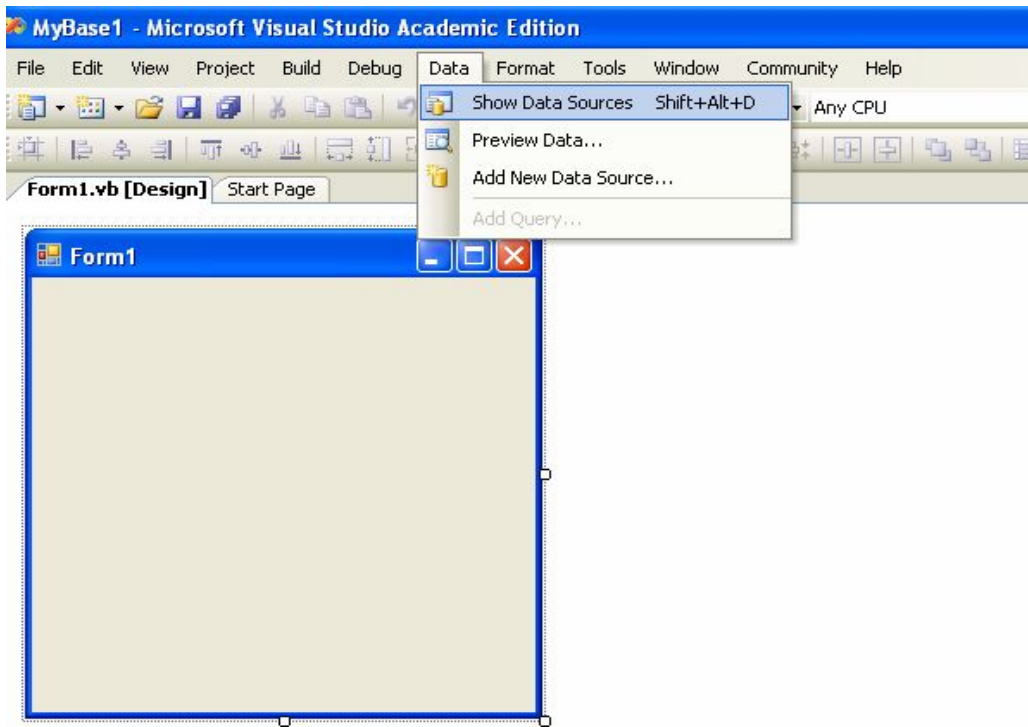 MyBase1 - Microsoft Visual Studio Academic Edition
File Edit View Project Build Debug Data Format Tools Window Community Help
Show Data Sources Shift+Alt+D
Any CPU
Preview Data...
Add New Data Source...
Add Query...
Form1.vb [Design] Start Page
Form1